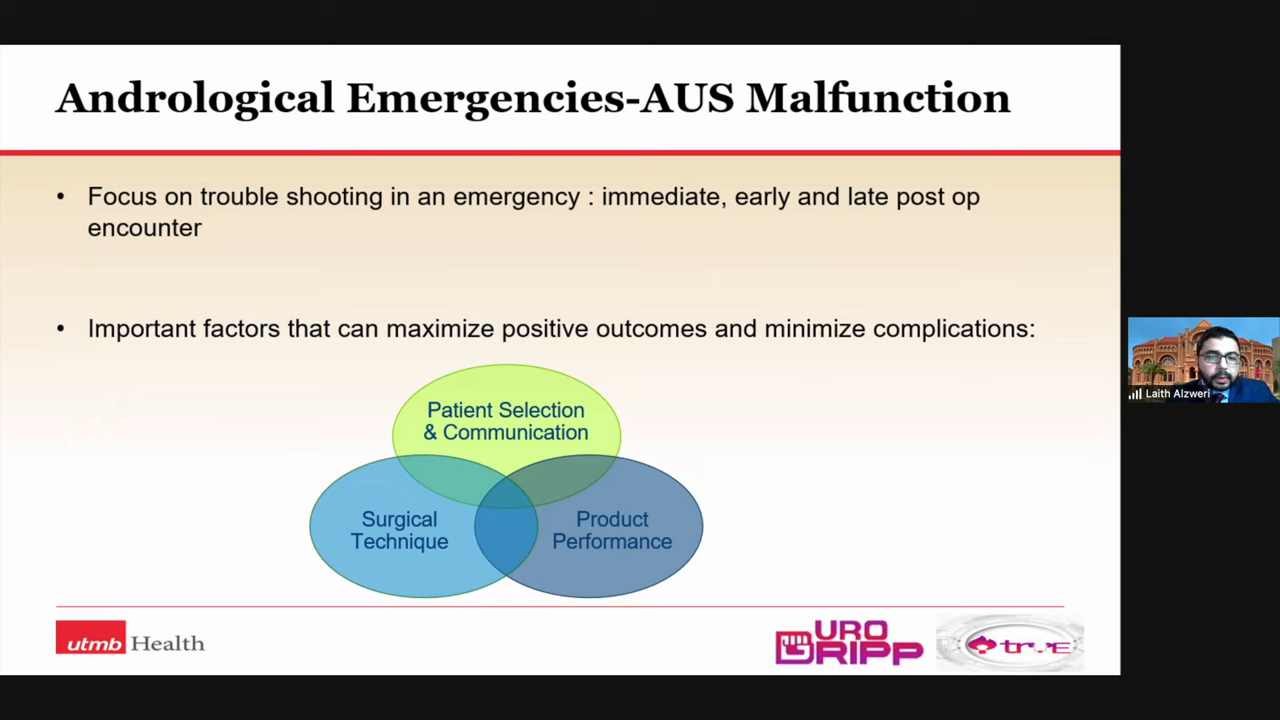 Andrological Emergencies-AUS Malfunction
• Focus on trouble shooting in an emergency : immediate, early and late post op
encounter
• Important factors that can maximize positive outcomes and minimize complications:
Patient Selection
& Communication
Surgical
Technique
Product
Performance
utmb Health
URO
GRIPP
truE
Laith Alzweri